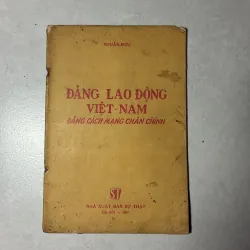 ĐẢNG LAO ĐỘNG
VIỆT-NAM
ĐẢNG CÁCH MẠNG CHÂN CHÍNH
NHÀ XUẤT BẢN SỰ THẬT